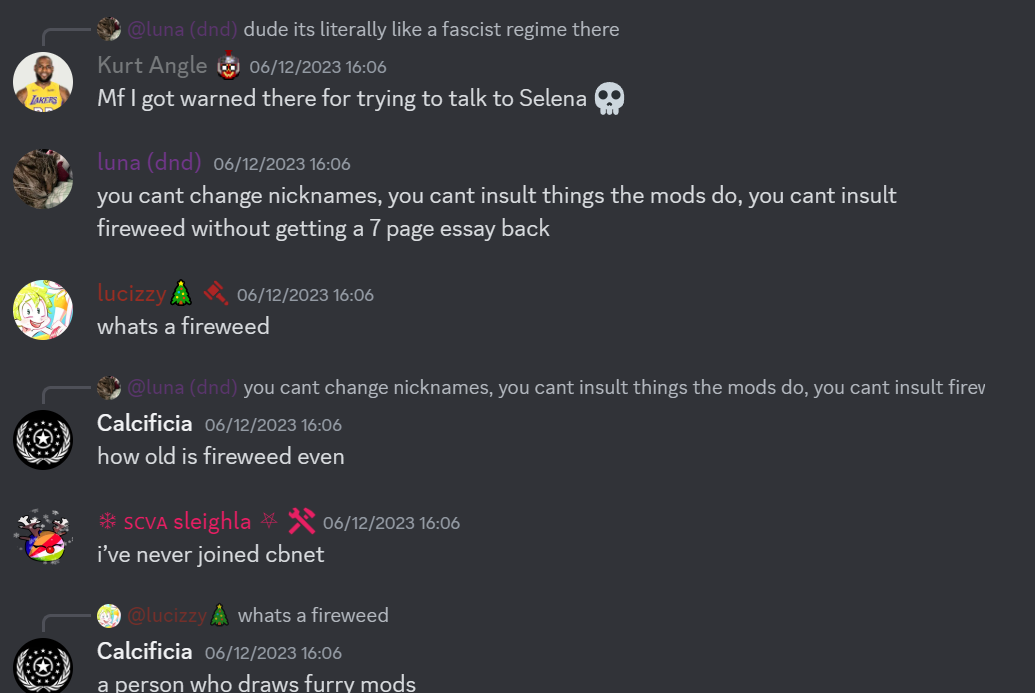 @luna (dnd) dude its literally like a fascist regime there
Kurt Angle 06/12/2023 16:06
Mf I got warned there for trying to talk to Selena 💀
luna (dnd) 06/12/2023 16:06
you cant change nicknames, you cant insult things the mods do, you cant insult
fireweed without getting a 7 page essay back
lucizzy🎄 06/12/2023 16:06
whats a fireweed
@luna (dnd) you cant change nicknames, you cant insult things the mods do, you cant insult firew
Calcificia 06/12/2023 16:06
how old is fireweed even
❄ SCVA sleighla ⛧ 06/12/2023 16:06
i've never joined cbnet
@lucizzy🎄 whats a fireweed
Calcificia 06/12/2023 16:06
a person who draws furry mods
LAKERS